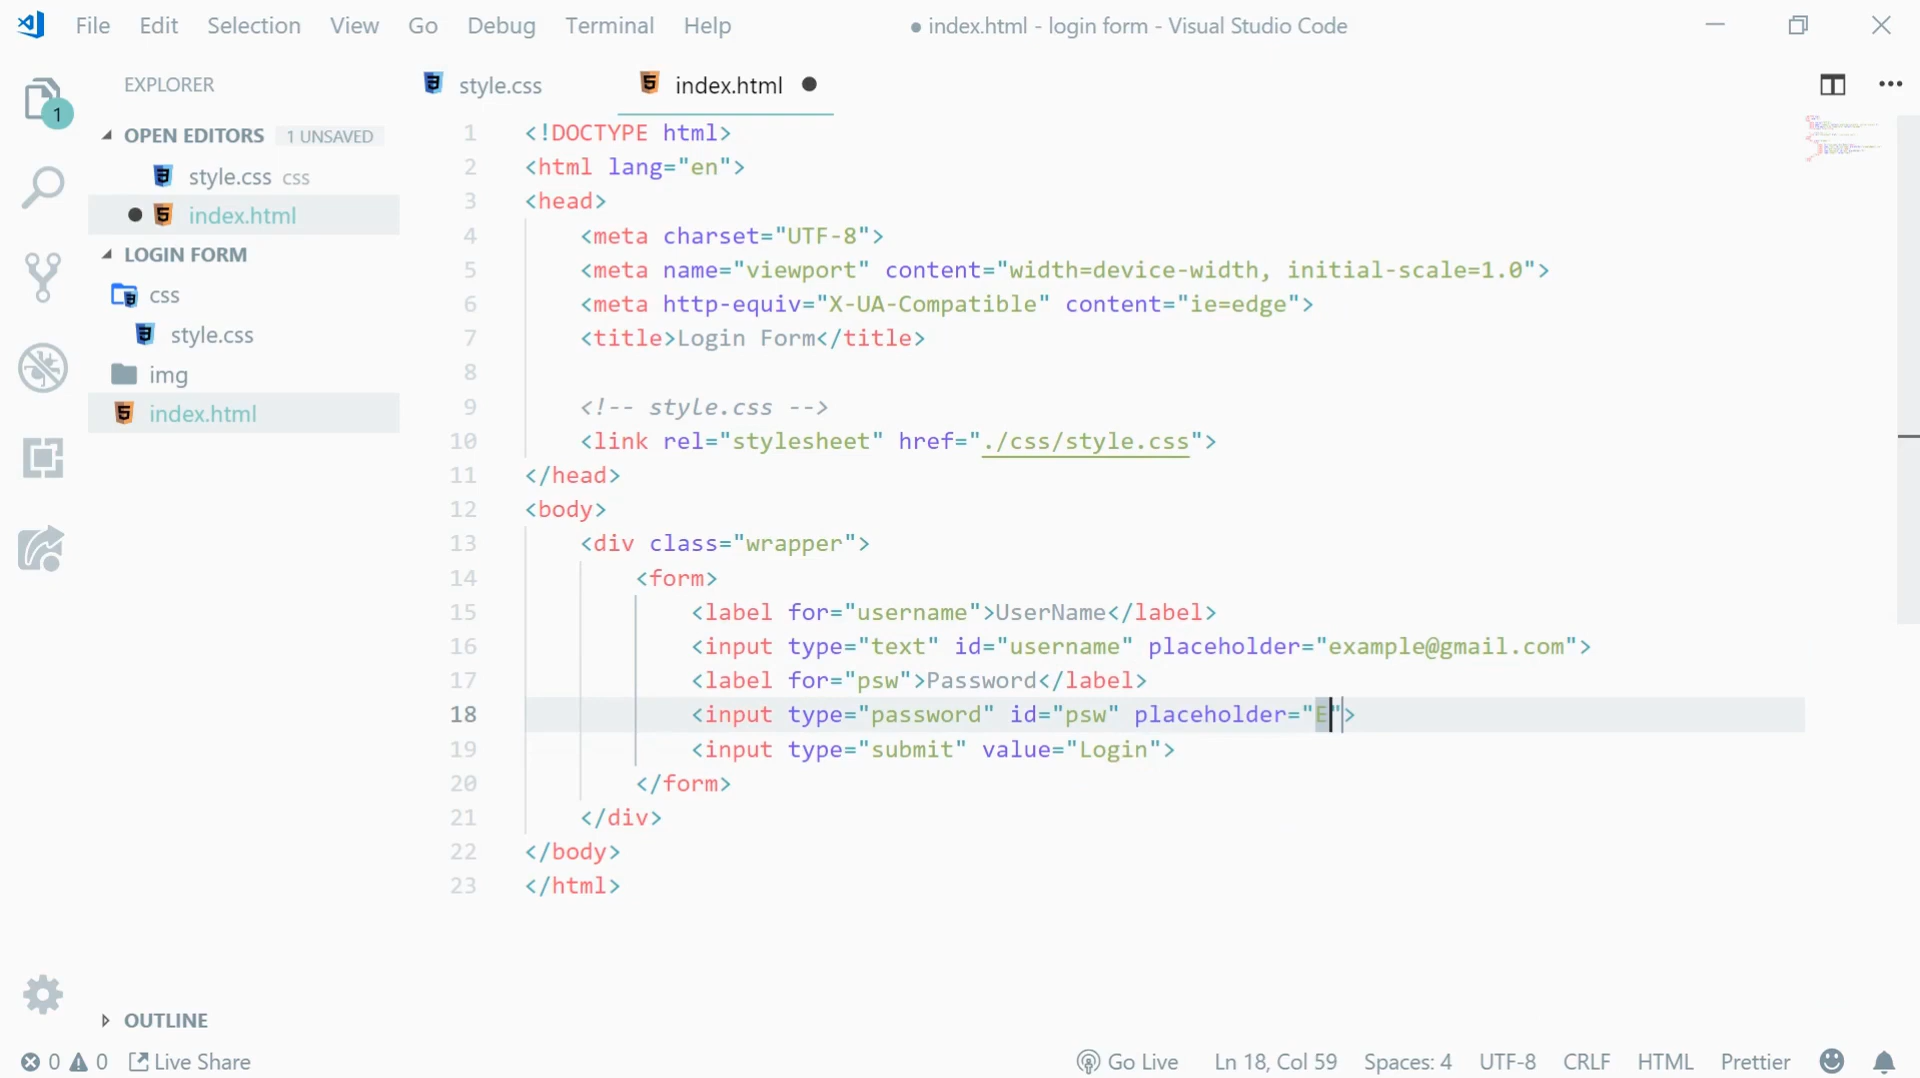 File Edit Selection View Go Debug Terminal Help
● index.html - login form - Visual Studio Code
1
EXPLORER
OPEN EDITORS 1 UNSAVED
style.css css
index.html
LOGIN FORM
css
style.css
img
index.html
OUTLINE
style.css
index.html
1 <!DOCTYPE html>
2 <html lang="en">
3 <head>
4 <meta charset="UTF-8">
5 <meta name="viewport" content="width=device-width, initial-scale=1.0">
6 <meta http-equiv="X-UA-Compatible" content="ie=edge">
7 <title>Login Form</title>
8
9 <!-- style.css -->
10 <link rel="stylesheet" href="./css/style.css">
11 </head>
12 <body>
13 <div class="wrapper">
14 <form>
15 <label for="username">UserName</label>
16 <input type="text" id="username" placeholder="example@gmail.com">
17 <label for="psw">Password</label>
18 <input type="password" id="psw" placeholder="E">
19 <input type="submit" value="Login">
20 </form>
21 </div>
22 </body>
23 </html>
0 0 Live Share
Go Live Ln 18, Col 59 Spaces: 4 UTF-8 CRLF HTML Prettier